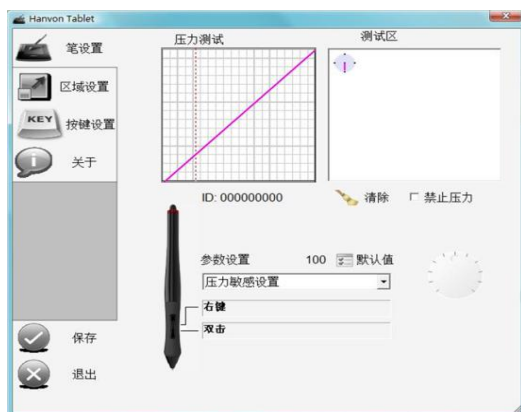 Hanvon Tablet
笔设置
区域设置
KEY 按键设置
关于
保存
退出
压力测试
测试区
ID: 000000000
清除
禁止压力
参数设置 100 默认值
压力敏感设置
右键
双击